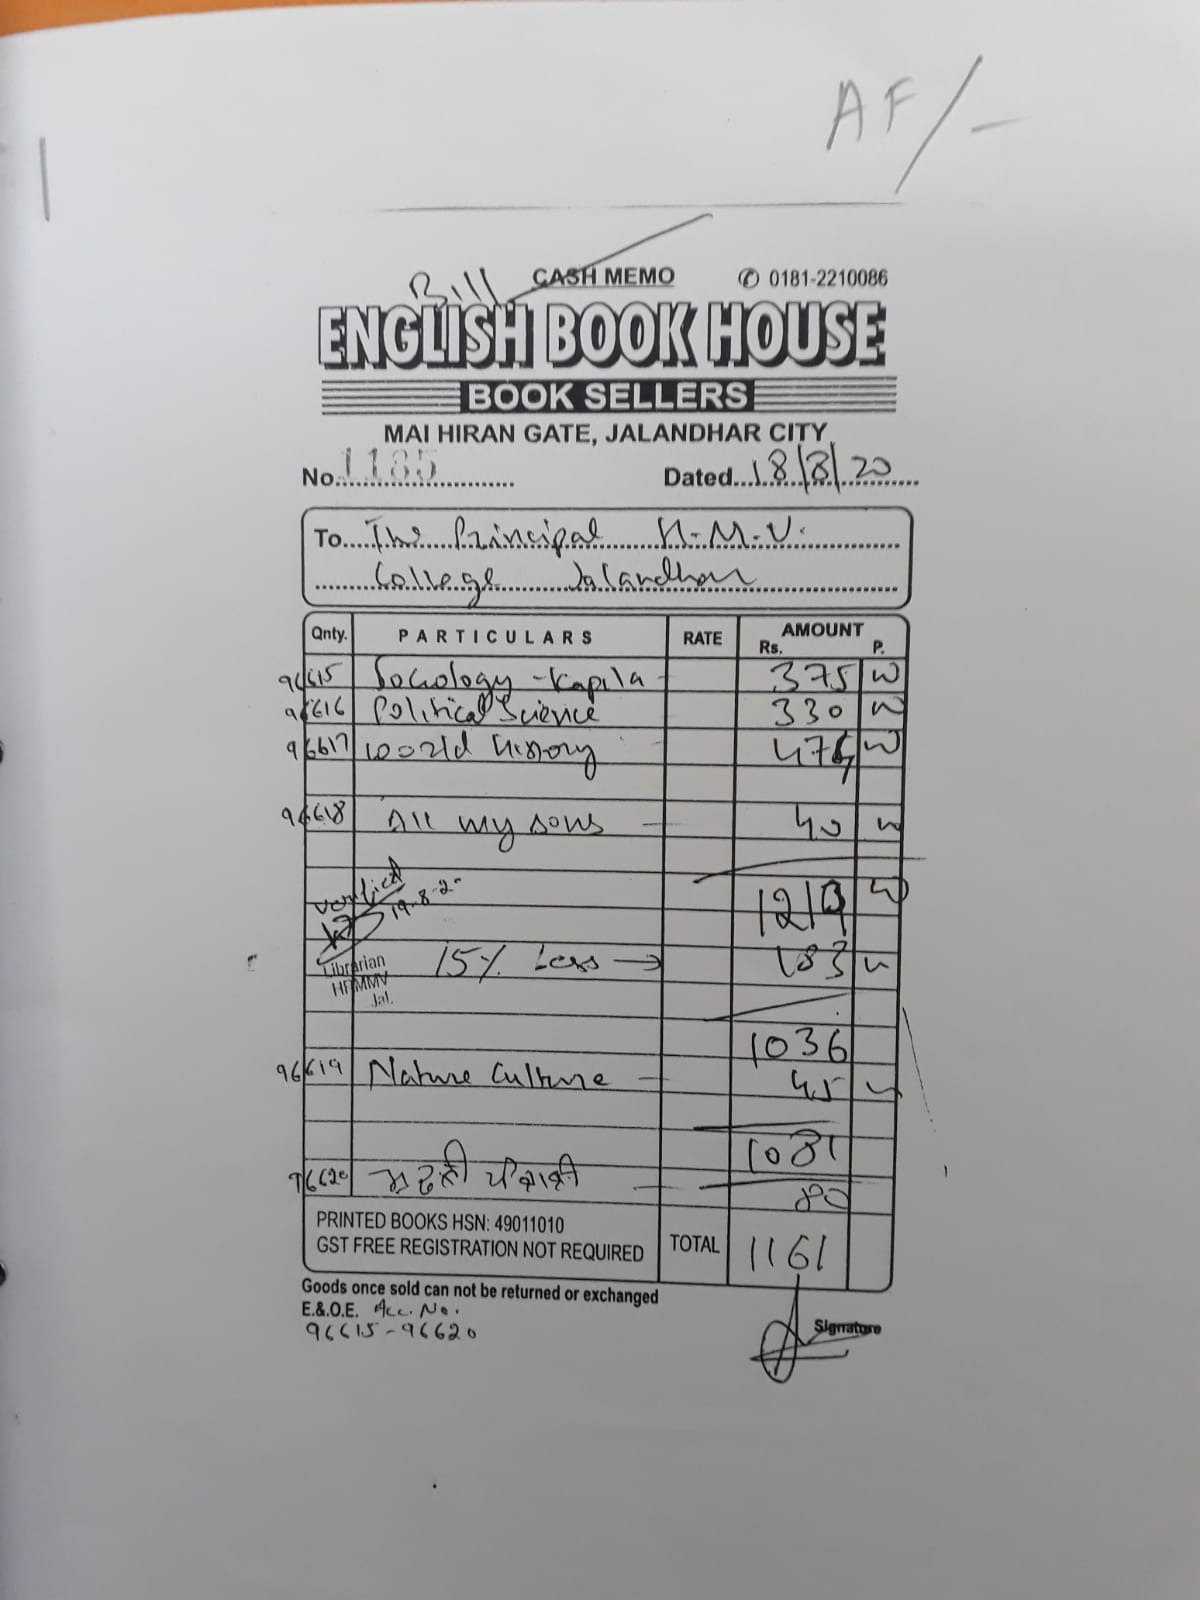 AF/-
Bill CASH MEMO 0181-2210086
ENGLISH BOOK HOUSE
BOOK SELLERS
MAI HIRAN GATE, JALANDHAR CITY
No. 1185 Dated 18/8/20
To The Principal H.M.V.
College Jalandhar
Qnty. PARTICULARS RATE AMOUNT
Rs. P.
96615 Sociology - Kapila 375
96616 Political Science 330
96617 World History 474
96618 All my sons 40
verified
19-8-20
1219
15% Less → 183
Librarian
HRMMV
Jal.
1036
96619 Nature Culture 45
1081
96620 80
PRINTED BOOKS HSN: 49011010
GST FREE REGISTRATION NOT REQUIRED TOTAL 1161
Goods once sold can not be returned or exchanged
E.&.O.E. Acc. No.
96615-96620
Signature